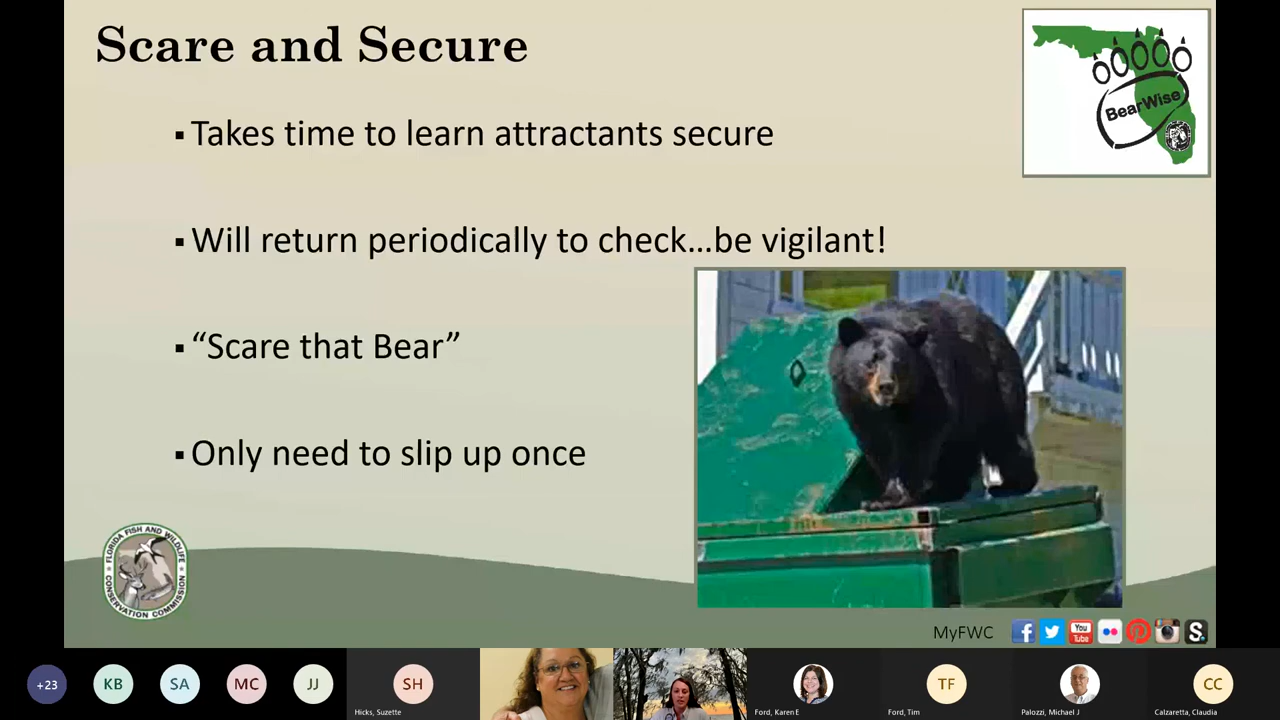 Scare and Secure
BearWise
▪ Takes time to learn attractants secure
▪ Will return periodically to check...be vigilant!
▪ “Scare that Bear”
▪ Only need to slip up once
FLORIDA FISH AND WILDLIFE
CONSERVATION COMMISSION
MyFWC
f
You
Tube
S
+23
KB
SA
MC
JJ
SH
TF
CC
Hicks, Suzette
Ford, Karen E
Ford, Tim
Palozzi, Michael J
Calzaretta, Claudia